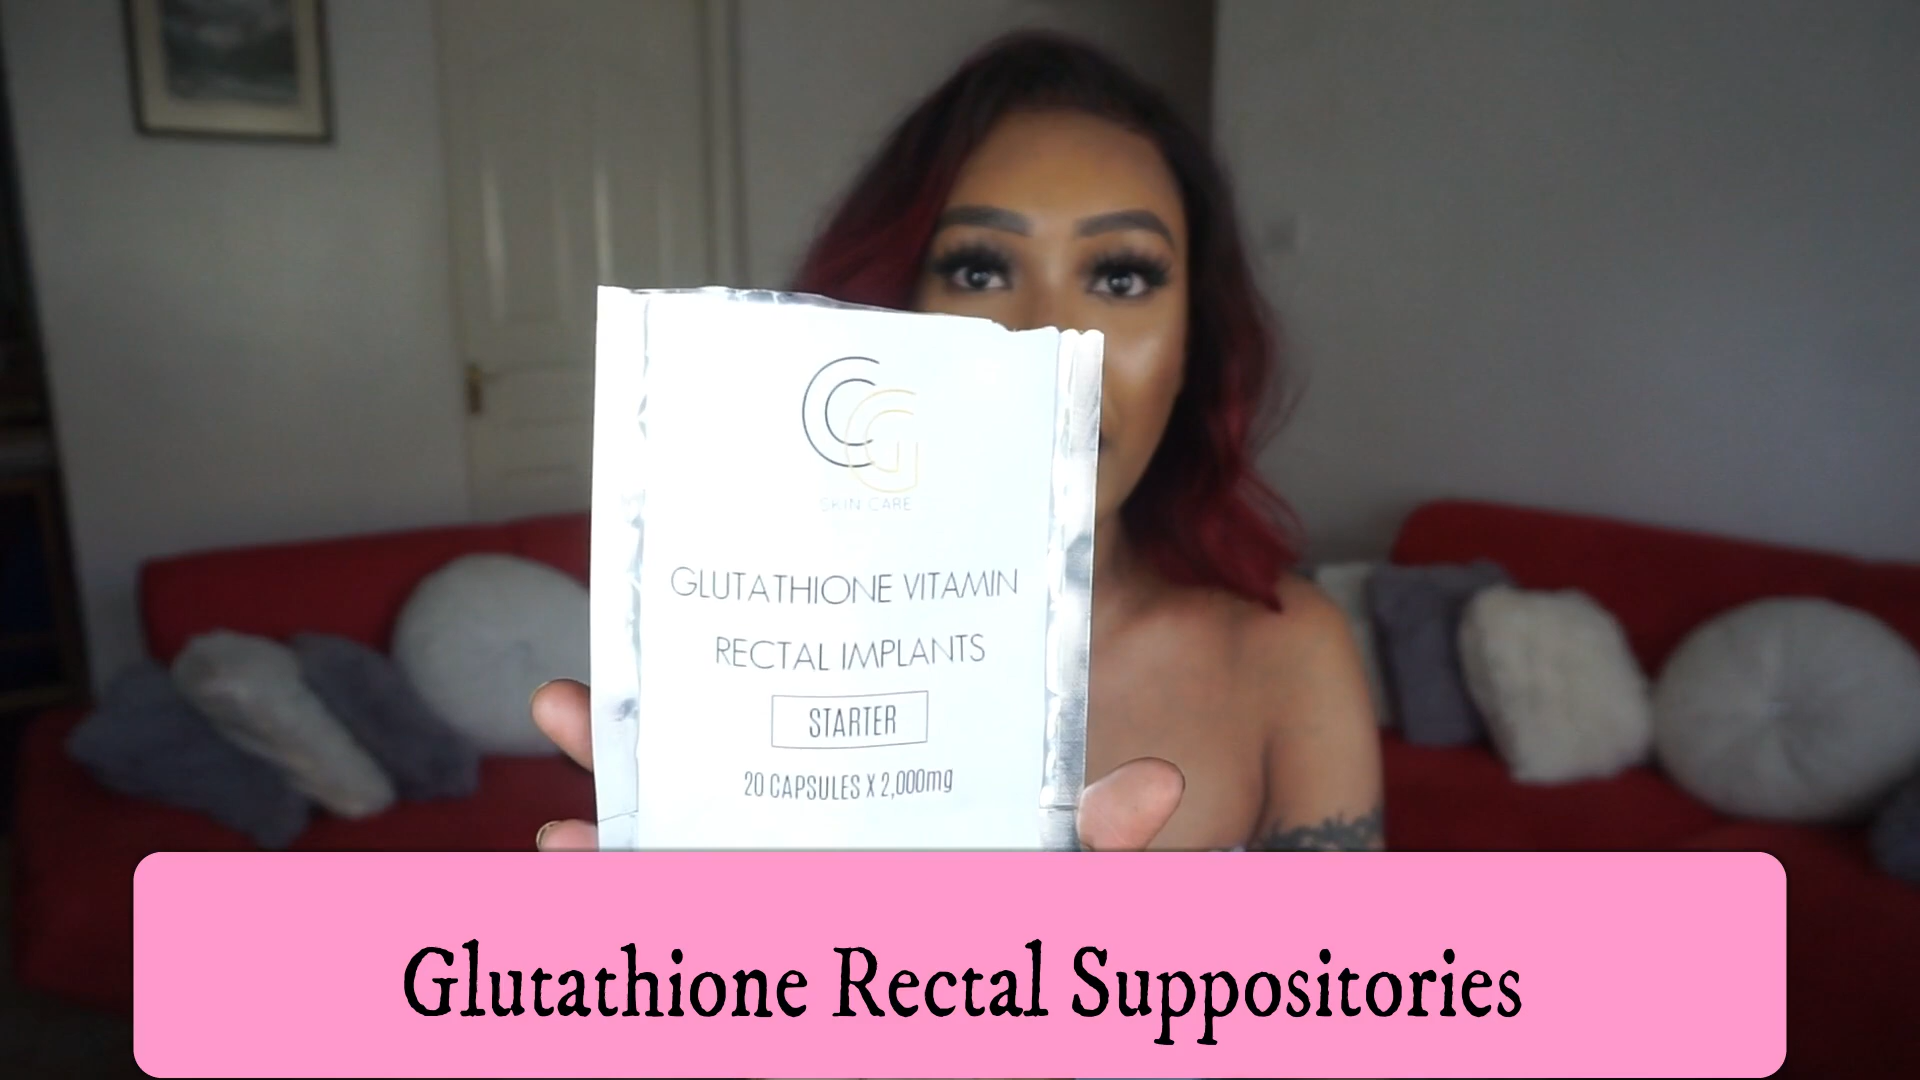 CG
SKIN CARE
GLUTATHIONE VITAMIN
RECTAL IMPLANTS
STARTER
20 CAPSULES X 2,000mg
Glutathione Rectal Suppositories